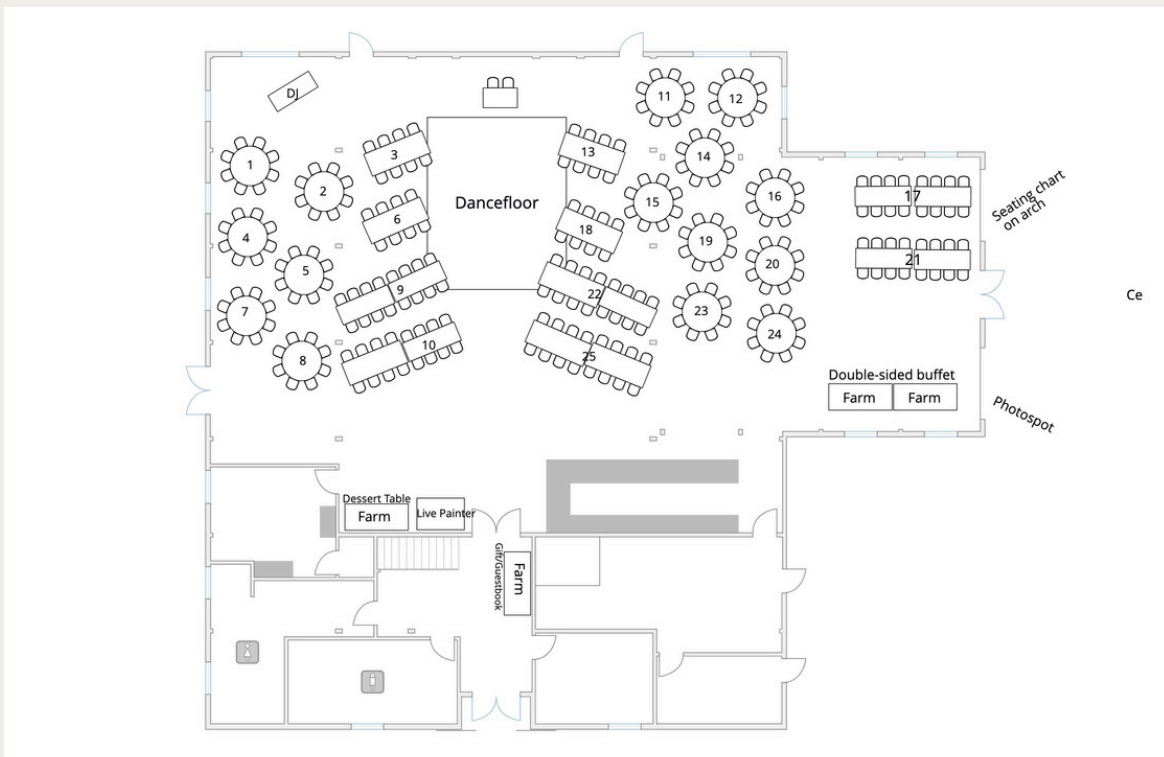 DJ
11
12
1
3
13
14
2
16
17
Seating chart
on arch
6
Dancefloor
15
4
18
19
5
20
21
9
22
Ce
7
23
24
8
10
25
Double-sided buffet
Farm
Farm
Photospot
Dessert Table
Farm
Live Painter
Gift/Guestbook
Farm